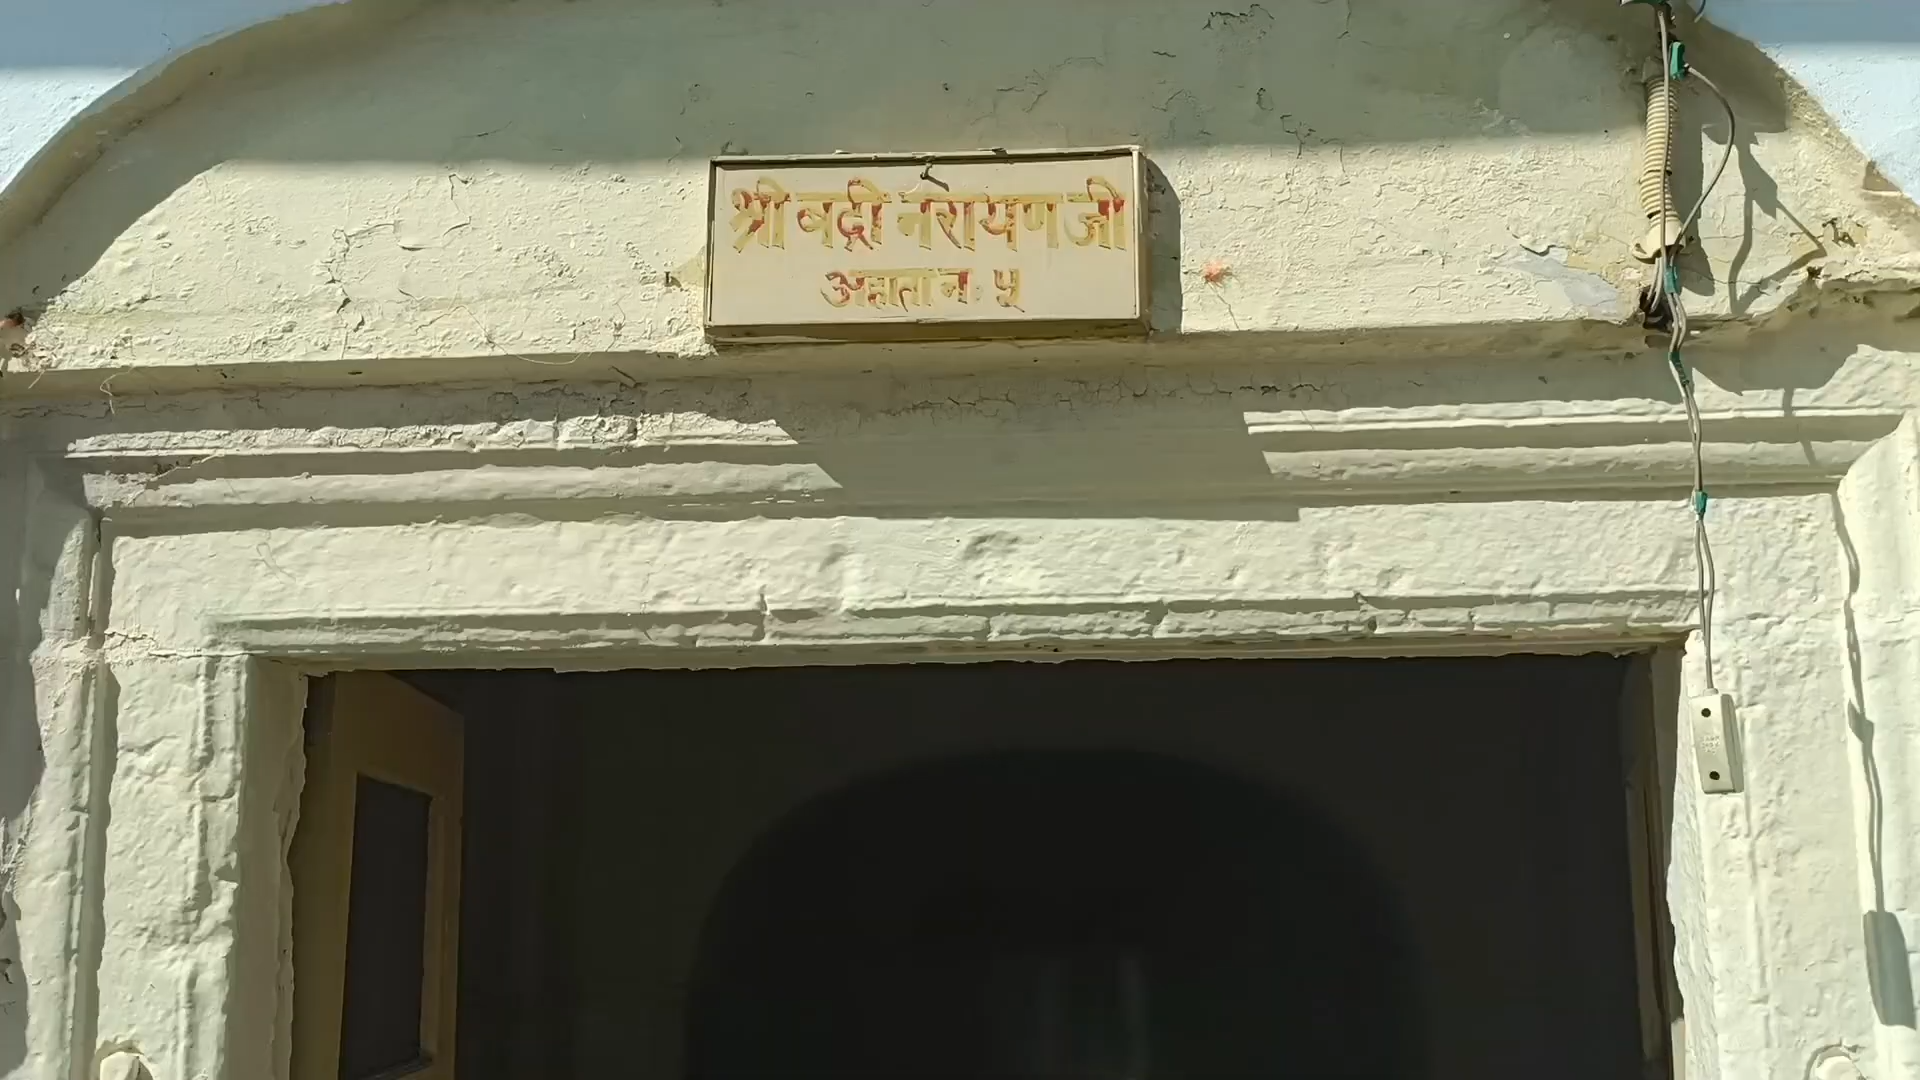 श्री बद्री नरायण जी
अहाता न. ५